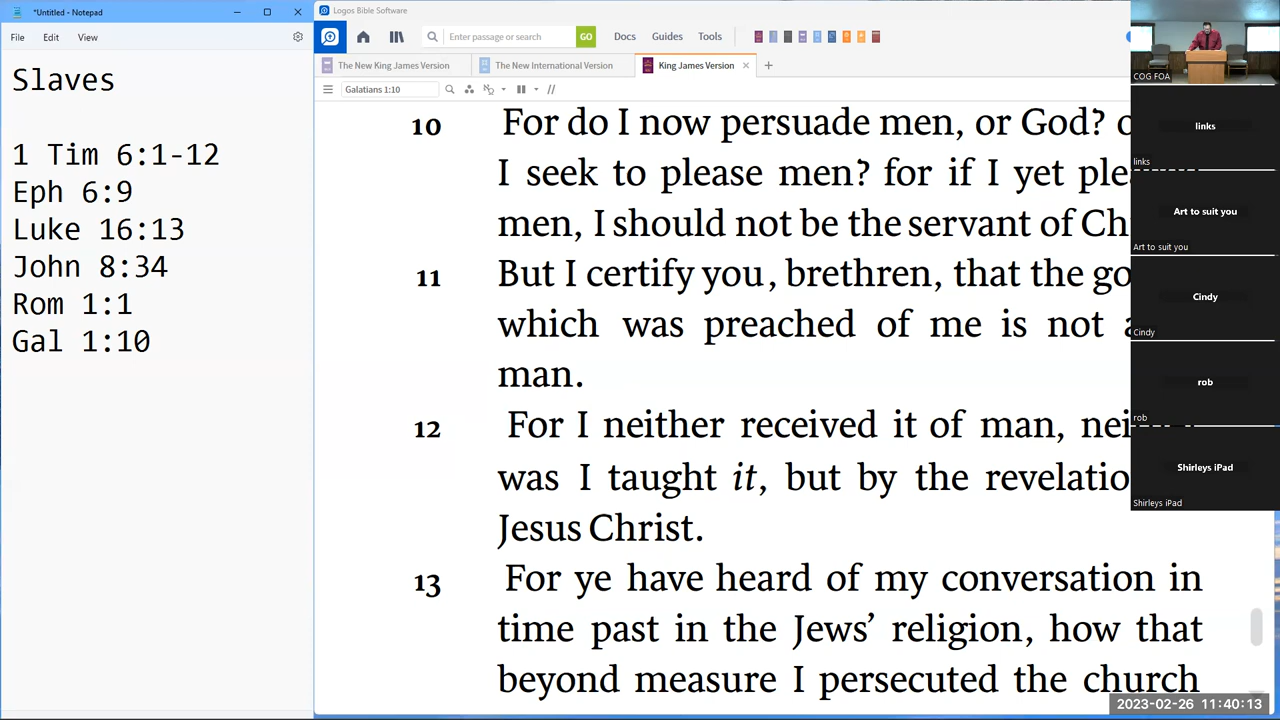 *Untitled - Notepad
File Edit View
Slaves
1 Tim 6:1-12
Eph 6:9
Luke 16:13
John 8:34
Rom 1:1
Gal 1:10
Logos Bible Software
Enter passage or search GO Docs Guides Tools
The New King James Version The New International Version King James Version
Galatians 1:10
10 For do I now persuade men, or God?
I seek to please men? for if I yet
men, I should not be the servant of
11 But I certify you, brethren, that the
which was preached of me is not
man.
12 For I neither received it of man,
was I taught it, but by the
Jesus Christ.
13 For ye have heard of my conversation in
time past in the Jews’ religion, how that
beyond measure I persecuted the church
COG FOA
links
links
Art to suit you
Art to suit you
Cindy
Cindy
rob
rob
Shirleys iPad
Shirleys iPad
2023-02-26 11:40:13